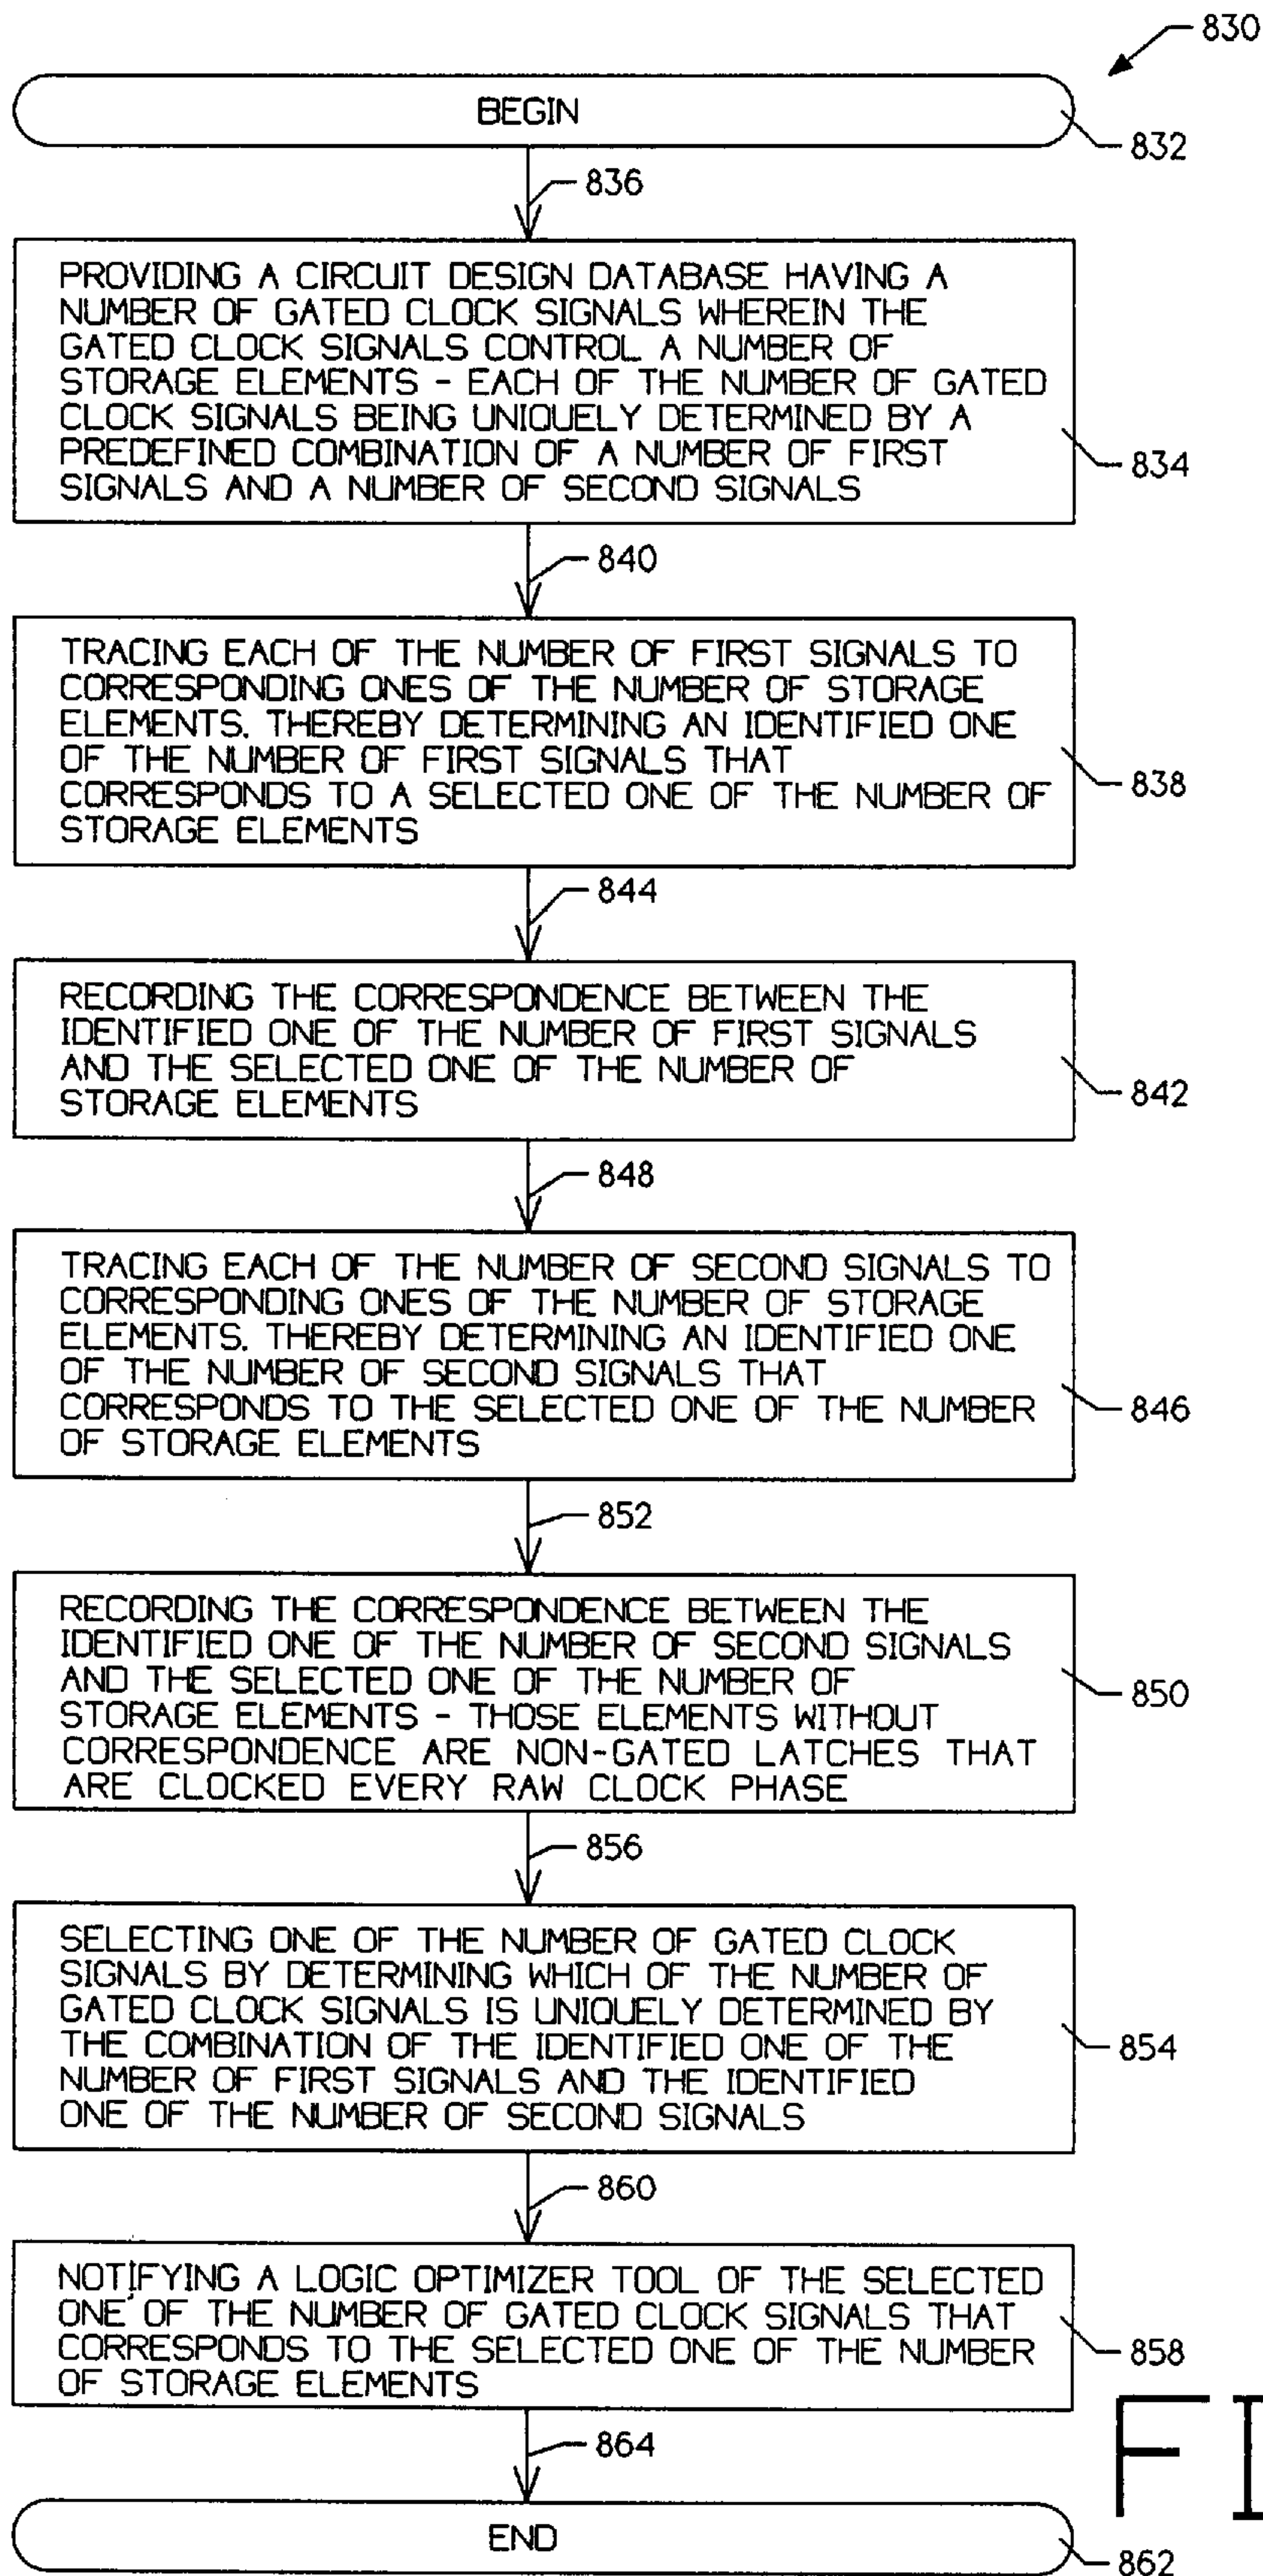 830
BEGIN
832
836
PROVIDING A CIRCUIT DESIGN DATABASE HAVING A
NUMBER OF GATED CLOCK SIGNALS WHEREIN THE
GATED CLOCK SIGNALS CONTROL A NUMBER OF
STORAGE ELEMENTS - EACH OF THE NUMBER OF GATED
CLOCK SIGNALS BEING UNIQUELY DETERMINED BY A
PREDEFINED COMBINATION OF A NUMBER OF FIRST
SIGNALS AND A NUMBER OF SECOND SIGNALS
834
840
TRACING EACH OF THE NUMBER OF FIRST SIGNALS TO
CORRESPONDING ONES OF THE NUMBER OF STORAGE
ELEMENTS, THEREBY DETERMINING AN IDENTIFIED ONE
OF THE NUMBER OF FIRST SIGNALS THAT
CORRESPONDS TO A SELECTED ONE OF THE NUMBER OF
STORAGE ELEMENTS
838
844
RECORDING THE CORRESPONDENCE BETWEEN THE
IDENTIFIED ONE OF THE NUMBER OF FIRST SIGNALS
AND THE SELECTED ONE OF THE NUMBER OF
STORAGE ELEMENTS
842
848
TRACING EACH OF THE NUMBER OF SECOND SIGNALS TO
CORRESPONDING ONES OF THE NUMBER OF STORAGE
ELEMENTS, THEREBY DETERMINING AN IDENTIFIED ONE
OF THE NUMBER OF SECOND SIGNALS THAT
CORRESPONDS TO THE SELECTED ONE OF THE NUMBER
OF STORAGE ELEMENTS
846
852
RECORDING THE CORRESPONDENCE BETWEEN THE
IDENTIFIED ONE OF THE NUMBER OF SECOND SIGNALS
AND THE SELECTED ONE OF THE NUMBER OF
STORAGE ELEMENTS - THOSE ELEMENTS WITHOUT
CORRESPONDENCE ARE NON-GATED LATCHES THAT
ARE CLOCKED EVERY RAW CLOCK PHASE
850
856
SELECTING ONE OF THE NUMBER OF GATED CLOCK
SIGNALS BY DETERMINING WHICH OF THE NUMBER OF
GATED CLOCK SIGNALS IS UNIQUELY DETERMINED BY
THE COMBINATION OF THE IDENTIFIED ONE OF THE
NUMBER OF FIRST SIGNALS AND THE IDENTIFIED
ONE OF THE NUMBER OF SECOND SIGNALS
854
860
NOTIFYING A LOGIC OPTIMIZER TOOL OF THE SELECTED
ONE OF THE NUMBER OF GATED CLOCK SIGNALS THAT
CORRESPONDS TO THE SELECTED ONE OF THE NUMBER
OF STORAGE ELEMENTS
858
864
FI
END
862